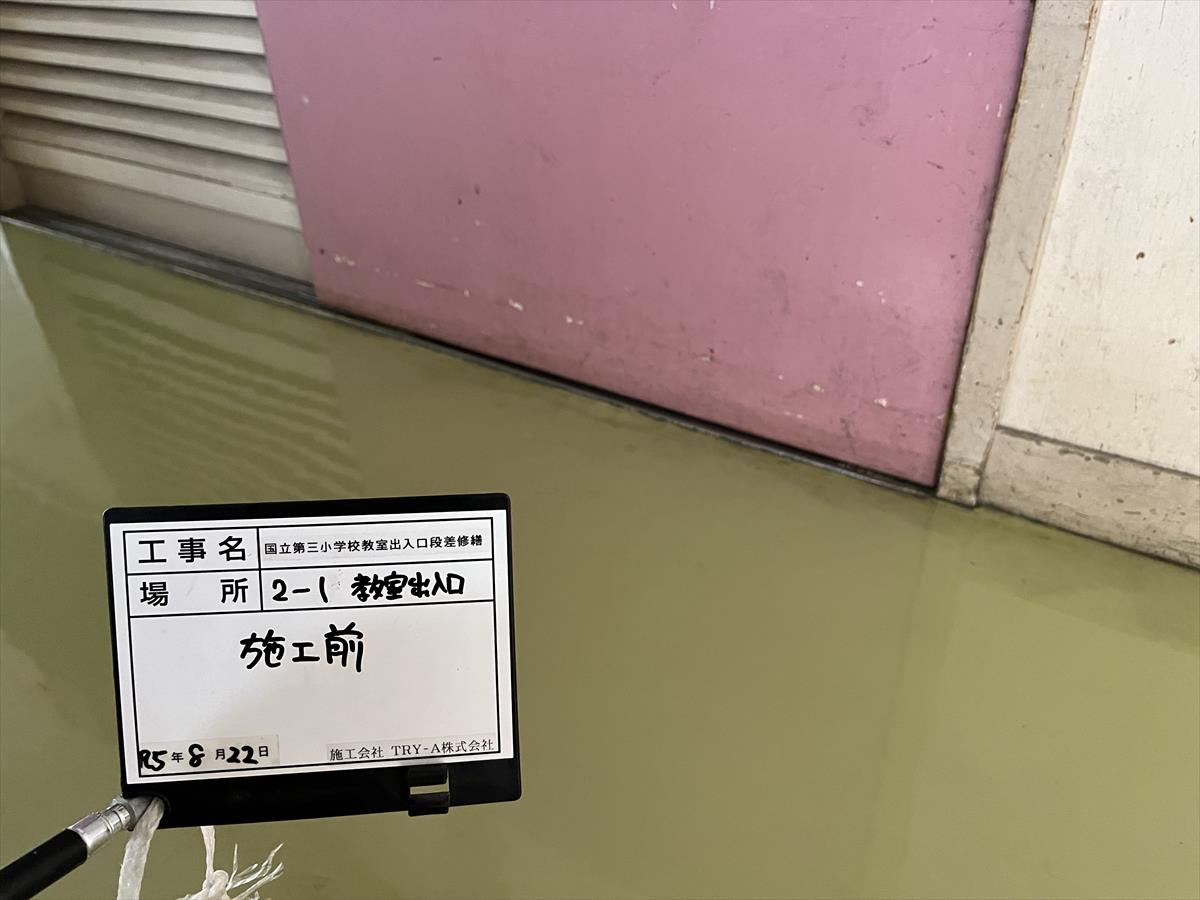 工事名 国立第三小学校教室出入口段差修繕
場所 2-1 教室出入口
施工前
R5年8月22日 施工会社 TRY-A株式会社